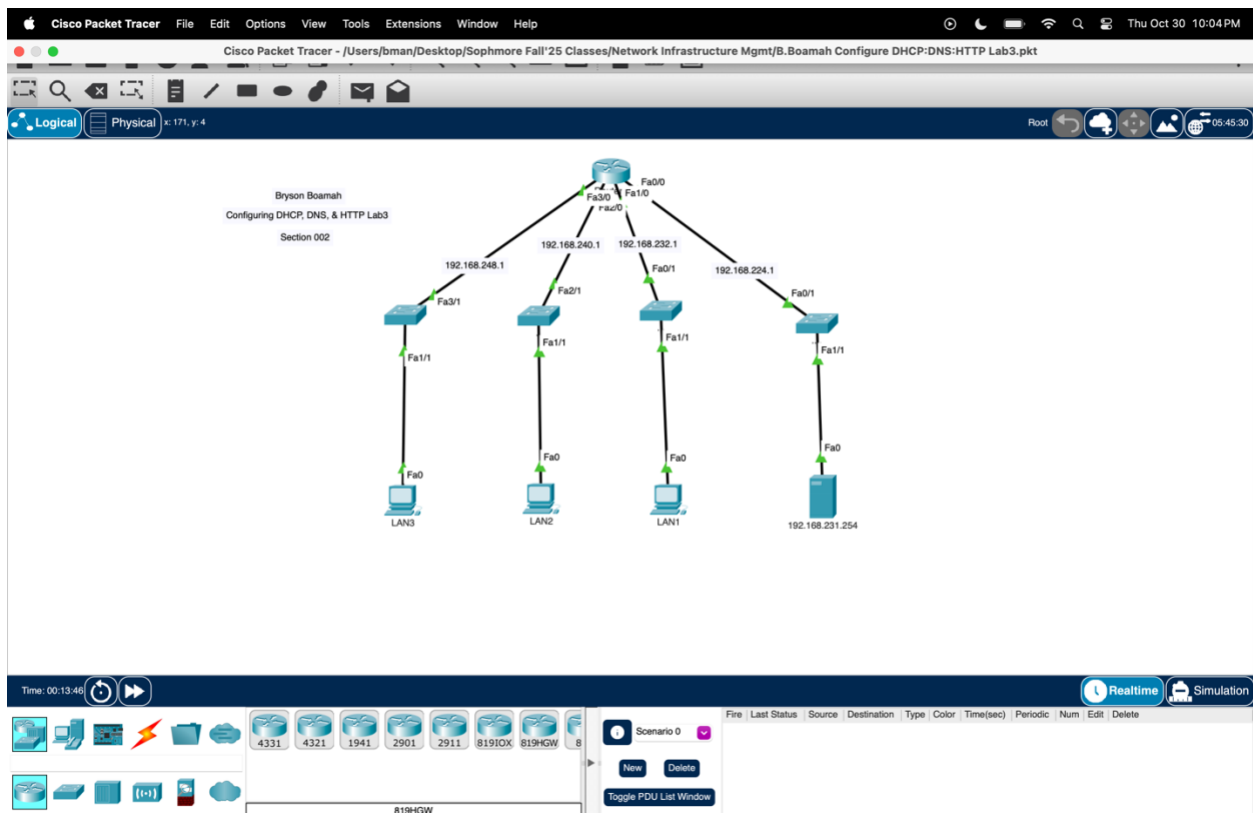 Cisco Packet Tracer File Edit Options View Tools Extensions Window Help Thu Oct 30 10:04 PM
Cisco Packet Tracer - /Users/bman/Desktop/Sophmore Fall'25 Classes/Network Infrastructure Mgmt/B.Boamah Configure DHCP:DNS:HTTP Lab3.pkt
Logical Physical x: 171, y: 4 Root 05:45:30
Bryson Boamah
Configuring DHCP, DNS, & HTTP Lab3
Section 002
Fa0/0
Fa3/0 Fa1/0
Fa2/0
192.168.240.1 192.168.232.1
192.168.248.1 Fa0/1 192.168.224.1
Fa3/1 Fa2/1 Fa0/1
Fa1/1 Fa1/1 Fa1/1 Fa1/1
Fa0 Fa0 Fa0 Fa0
LAN3 LAN2 LAN1 192.168.231.254
Time: 00:13:46 Realtime Simulation
4331 4321 1941 2901 2911 819IOX 819HGW 8
819HGW
Scenario 0
New Delete
Toggle PDU List Window
Fire Last Status Source Destination Type Color Time(sec) Periodic Num Edit Delete